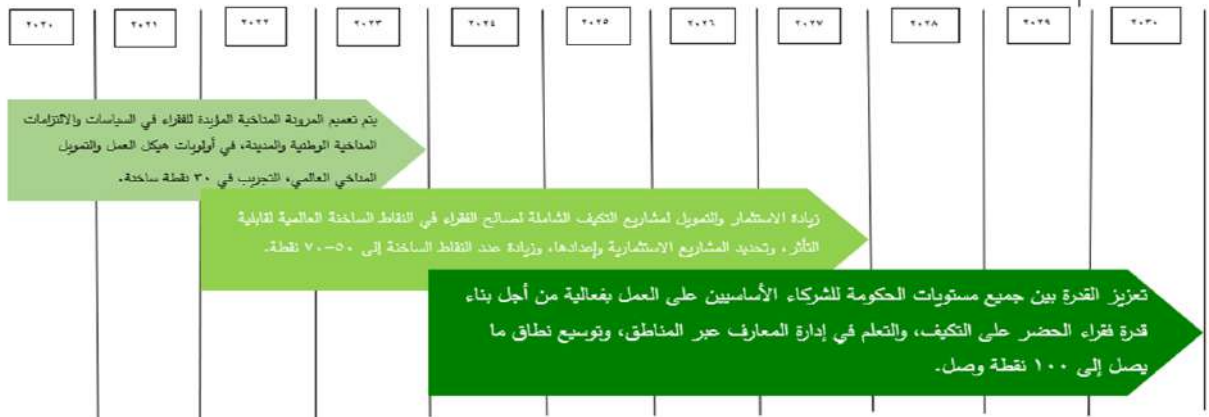 ٢٠٢٠
٢٠٢١
٢٠٢٢
٢٠٢٣
٢٠٢٤
٢٠٢٥
٢٠٢٦
٢٠٢٧
٢٠٢٨
٢٠٢٩
٢٠٣٠
يتم تعميم المرونة المناخية المؤيدة للفقراء في السياسات والالتزامات
المناخية الوطنية والمدينة، في أولويات هيكل العمل والتمويل
المناخي العالمي، التجريب في ٣٠ نقطة ساخنة.
زيادة الاستثمار والتمويل لمشاريع التكيف الشاملة لصالح الفقراء في النقاط الساخنة العالمية لقابلية
التأثر، وتحديد المشاريع الاستثمارية وإعدادها، وزيادة عدد النقاط الساخنة إلى ٥٠-٧٠ نقطة.
تعزيز القدرة بين جميع مستويات الحكومة للشركاء الأساسيين على العمل بفعالية من أجل بناء
قدرة فقراء الحضر على التكيف، والتعلم في إدارة المعارف عبر المناطق، وتوسيع نطاق ما
يصل إلى ١٠٠ نقطة وصل.